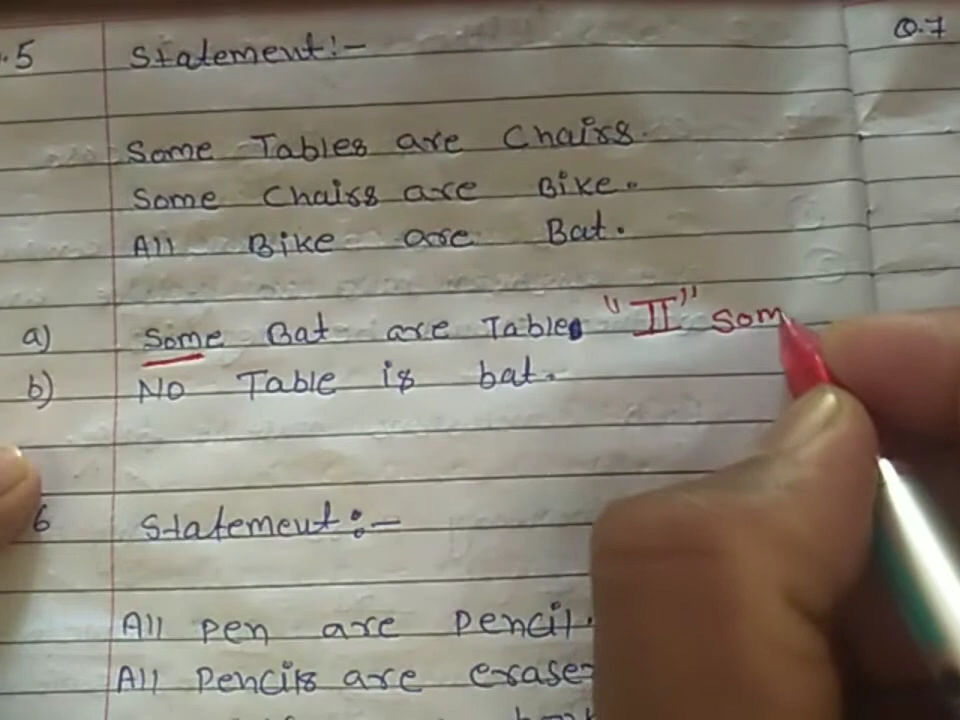 .5 Statement:- Q.7
Some Tables are Chairs.
Some Chairs are Bike.
All Bike are Bat.
a) Some Bat are Tables "II" Som
b) No Table is bat.
6 Statement:-
All pen are Pencil.
All Pencils are erase